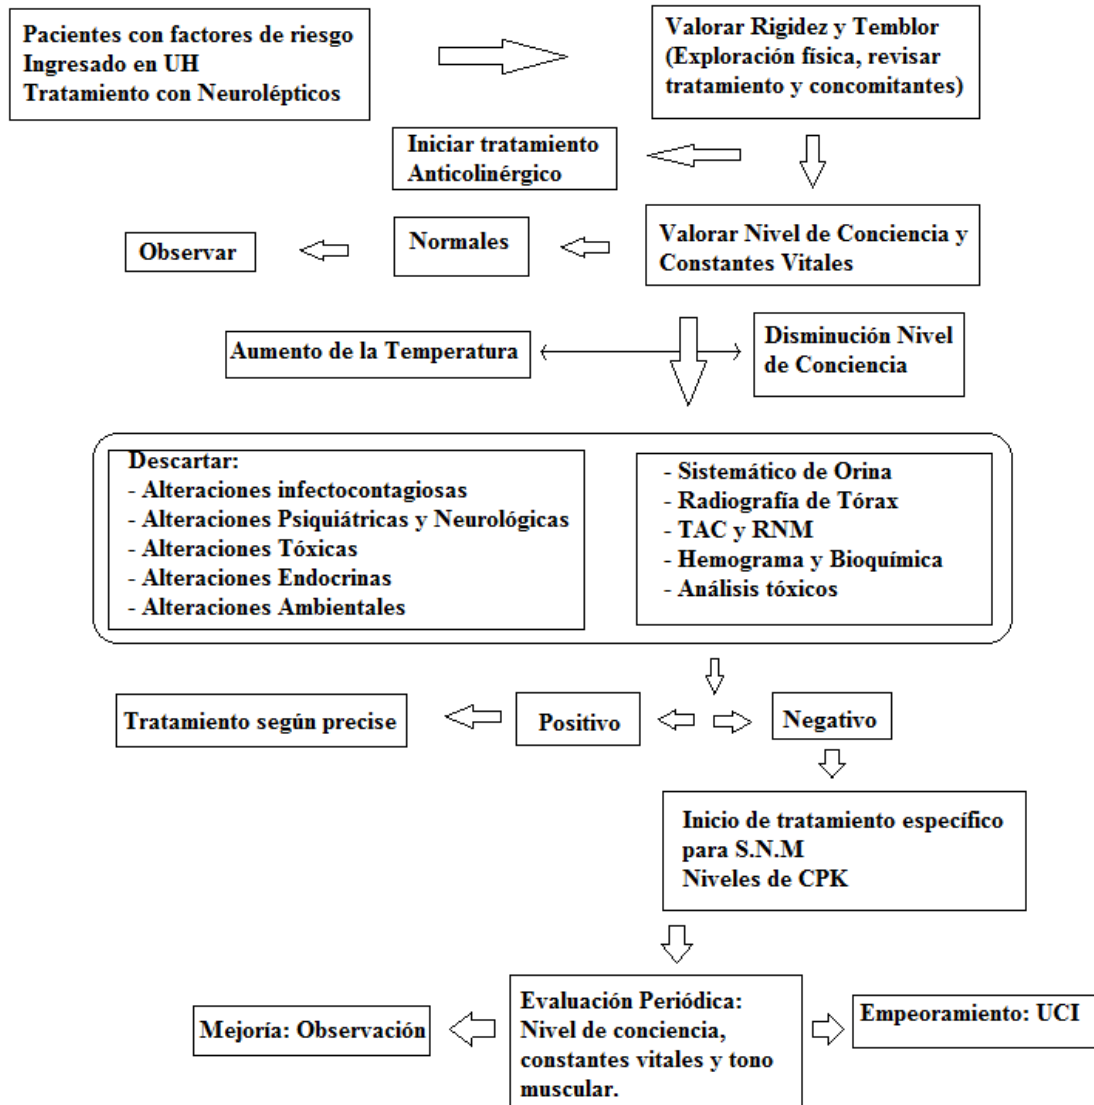 Pacientes con factores de riesgo
Ingresado en UH
Tratamiento con Neurolépticos
Valorar Rigidez y Temblor
(Exploración física, revisar
tratamiento y concomitantes)
Iniciar tratamiento
Anticolinérgico
Valorar Nivel de Conciencia y
Constantes Vitales
Normales
Observar
Aumento de la Temperatura
Disminución Nivel
de Conciencia
Descartar:
- Alteraciones infectocontagiosas
- Alteraciones Psiquiátricas y Neurológicas
- Alteraciones Tóxicas
- Alteraciones Endocrinas
- Alteraciones Ambientales
- Sistemático de Orina
- Radiografía de Tórax
- TAC y RNM
- Hemograma y Bioquímica
- Análisis tóxicos
Tratamiento según precise
Positivo
Negativo
Inicio de tratamiento específico
para S.N.M
Niveles de CPK
Evaluación Periódica:
Nivel de conciencia,
constantes vitales y tono
muscular.
Mejoría: Observación
Empeoramiento: UCI